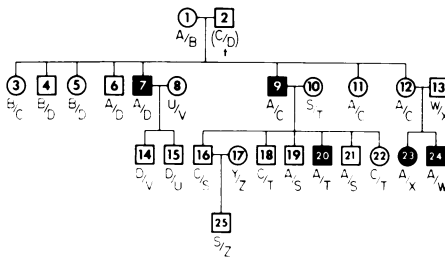 1 2
A/B (C/D)
†
3 4 5 6 7 8 9 10 11 12 13
B/C B/D B/D A/D A/D U/V A/C S/T A/C A/C W/X
14 15 16 17 18 19 20 21 22 23 24
D/V D/U C/S Y/Z C/T A/S A/T A/S C/T A/X A/W
25
S/Z